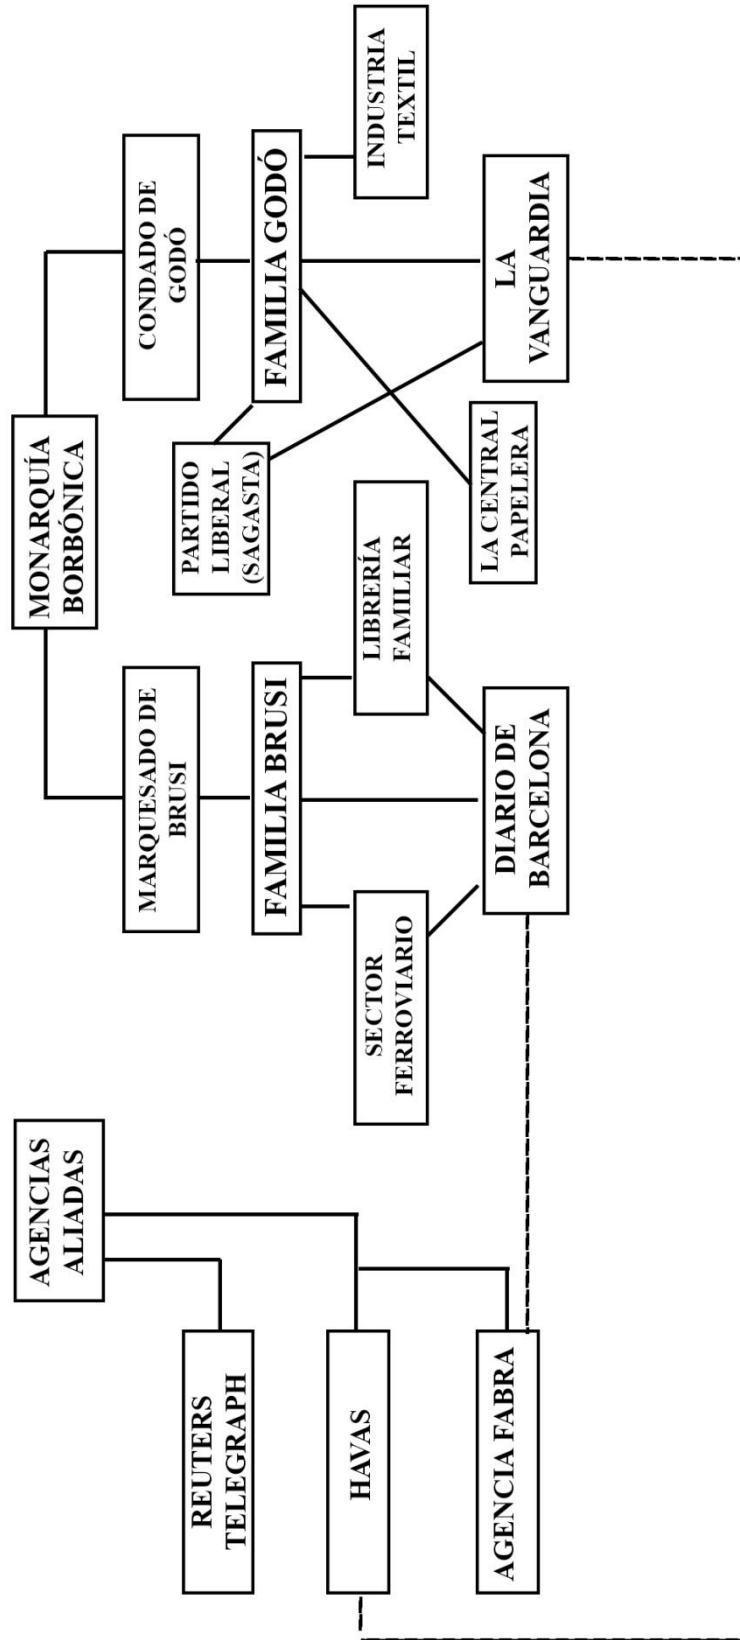 AGENCIAS
ALIADAS
MONARQUÍA
BORBÓNICA
MARQUESADO DE
BRUSI
CONDADO DE
GODÓ
REUTERS
TELEGRAPH
PARTIDO
LIBERAL
(SAGASTA)
FAMILIA BRUSI
FAMILIA GODÓ
HAVAS
SECTOR
FERROVIARIO
LIBRERÍA
FAMILIAR
INDUSTRIA
TEXTIL
AGENCIA FABRA
DIARIO DE
BARCELONA
LA CENTRAL
PAPELERA
LA
VANGUARDIA